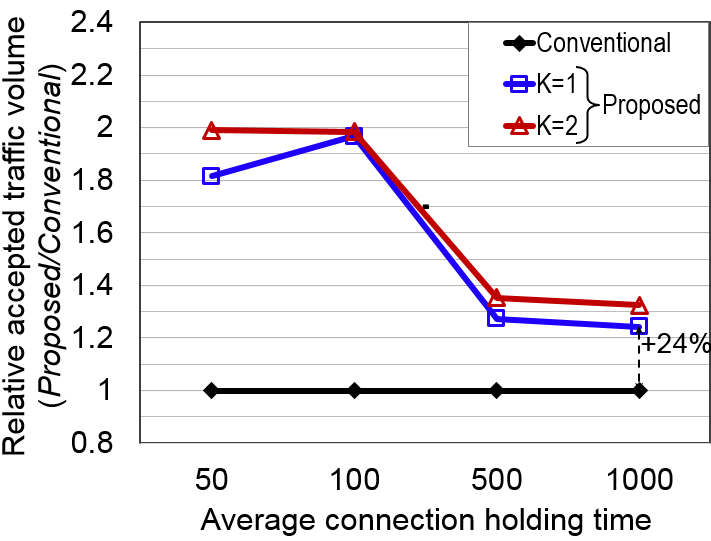 Relative accepted traffic volume
(Proposed/Conventional)
2.4
2.2
2
1.8
1.6
1.4
1.2
1
0.8
Conventional
K=1
K=2
Proposed
+24%
50
100
500
1000
Average connection holding time